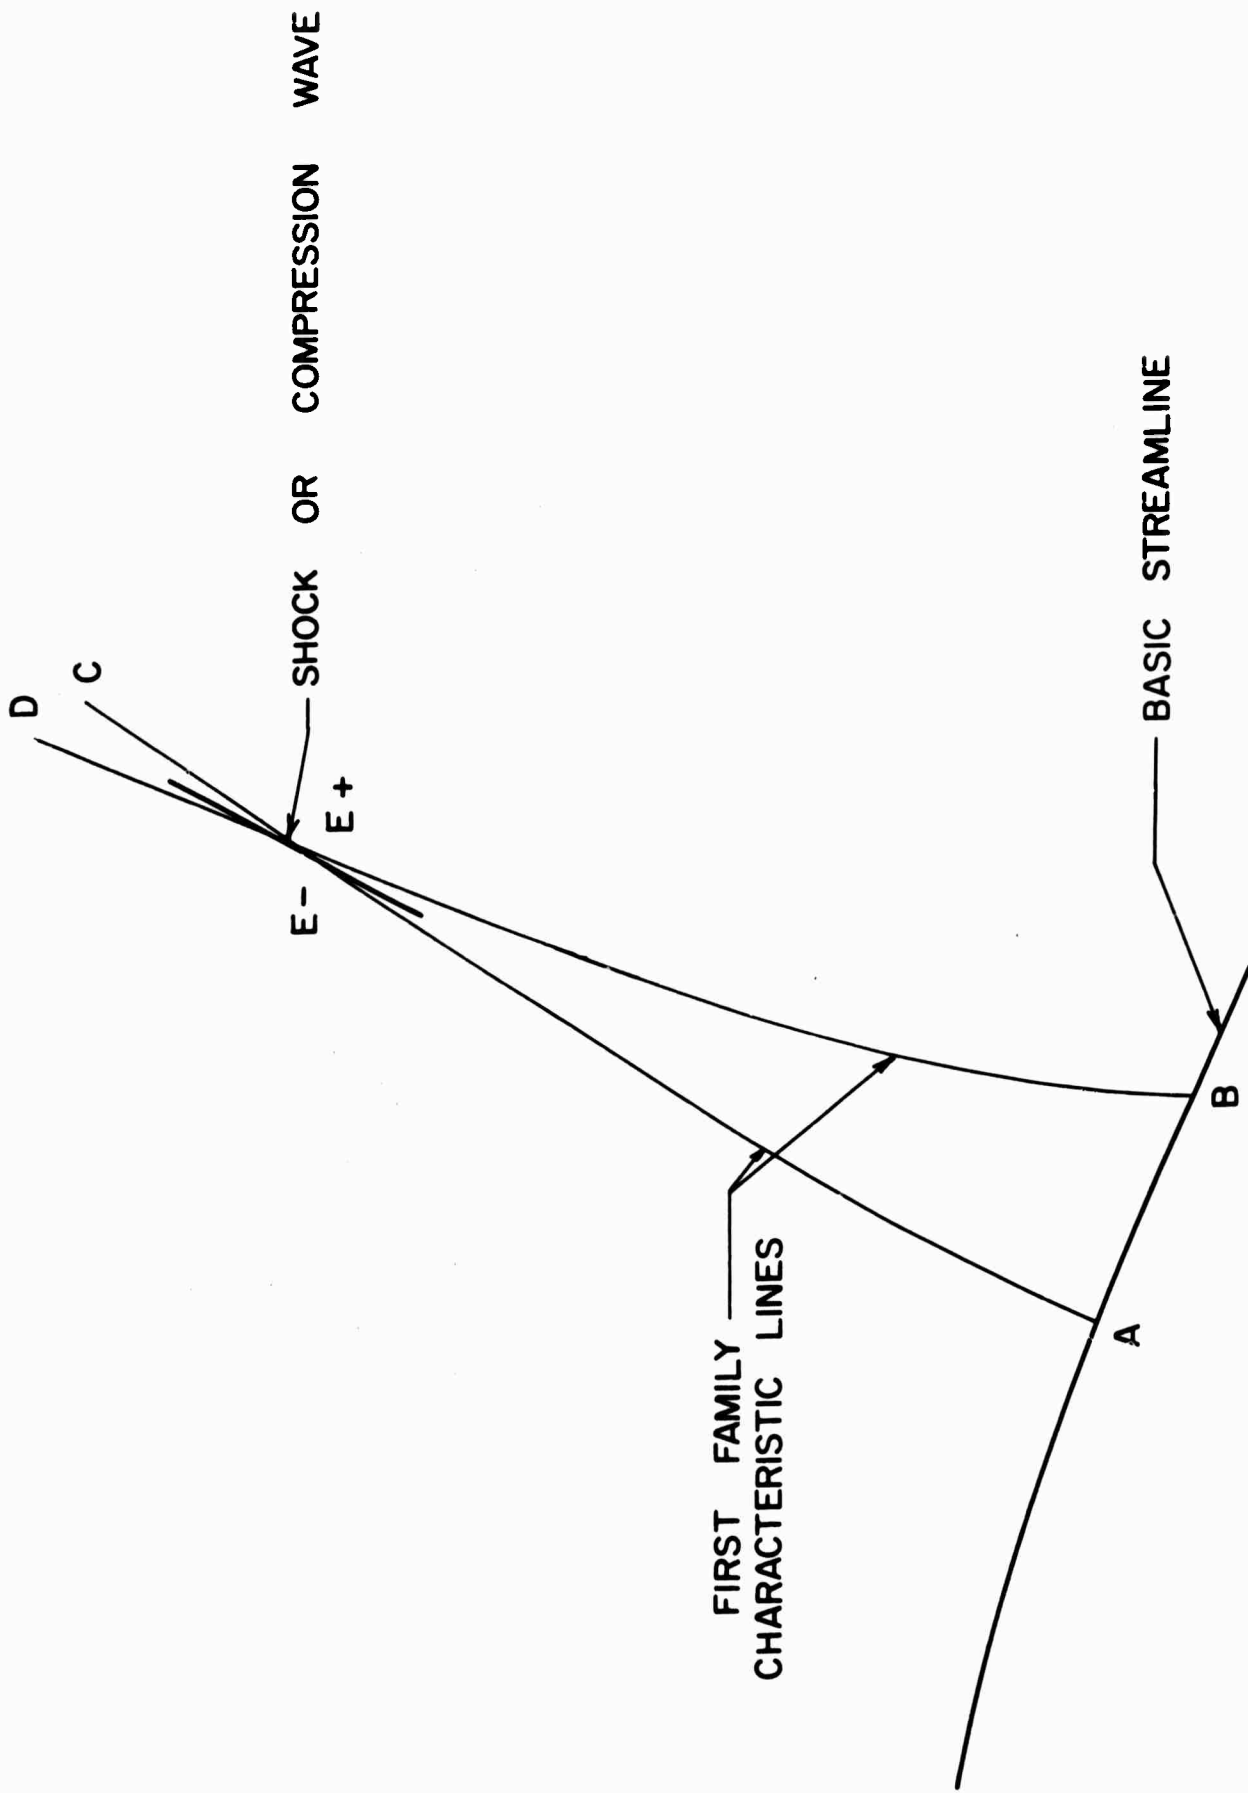 D
C
SHOCK OR COMPRESSION WAVE
E-
E+
FIRST FAMILY
CHARACTERISTIC LINES
BASIC STREAMLINE
A
B